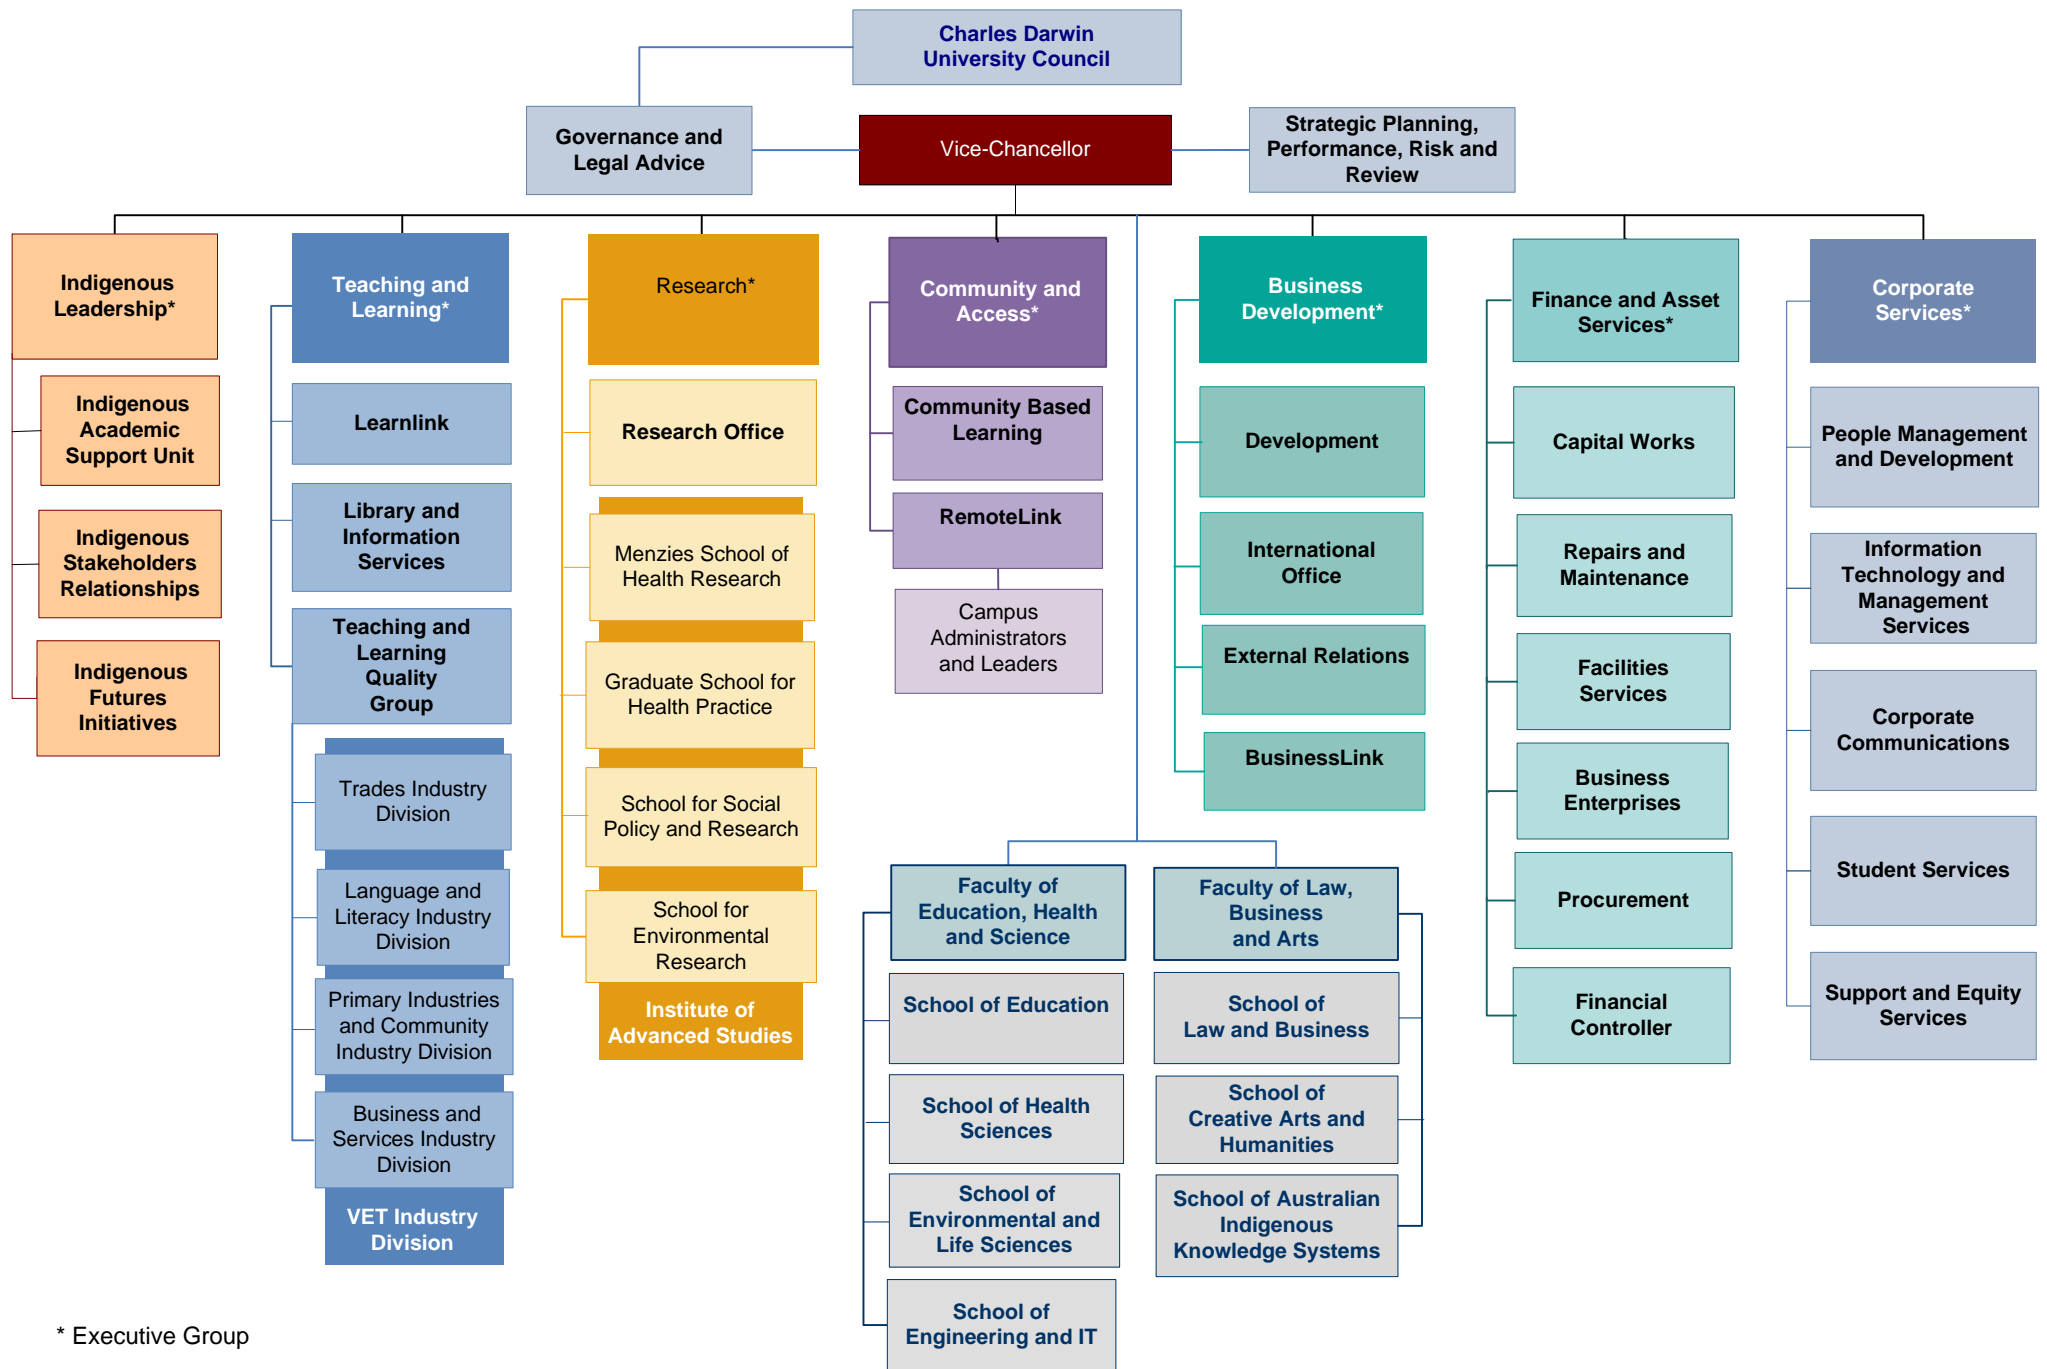 Charles Darwin
University Council
Governance and
Legal Advice
Vice-Chancellor
Strategic Planning,
Performance, Risk and
Review
Indigenous
Leadership*
Indigenous
Academic
Support Unit
Indigenous
Stakeholders
Relationships
Indigenous
Futures
Initiatives
Teaching and
Learning*
Learnlink
Library and
Information
Services
Teaching and
Learning
Quality
Group
Trades Industry
Division
Language and
Literacy Industry
Division
Primary Industries
and Community
Industry Division
Business and
Services Industry
Division
VET Industry
Division
Research*
Research Office
Menzies School of
Health Research
Graduate School for
Health Practice
School for Social
Policy and Research
School for
Environmental
Research
Institute of
Advanced Studies
Community and
Access*
Community Based
Learning
RemoteLink
Campus
Administrators
and Leaders
Faculty of
Education, Health
and Science
School of Education
School of Health
Sciences
School of
Environmental and
Life Sciences
School of
Engineering and IT
Faculty of Law,
Business
and Arts
School of
Law and Business
School of
Creative Arts and
Humanities
School of Australian
Indigenous
Knowledge Systems
Business
Development*
Development
International
Office
External Relations
BusinessLink
Finance and Asset
Services*
Capital Works
Repairs and
Maintenance
Facilities
Services
Business
Enterprises
Procurement
Financial
Controller
Corporate
Services*
People Management
and Development
Information
Technology and
Management
Services
Corporate
Communications
Student Services
Support and Equity
Services
* Executive Group